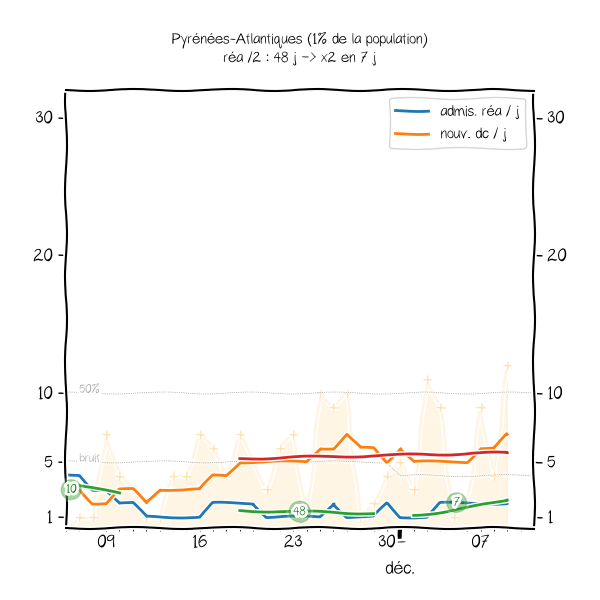 Pyrénées-Atlantiques (1% de la population)
réa /2 : 48 j -> x2 en 7 j
admis. réa / j
nouv. dc / j
30 30
20 20
10 10
5 5
1 1
50%
bruit
10
48
7
09 16 23 30 07
déc.